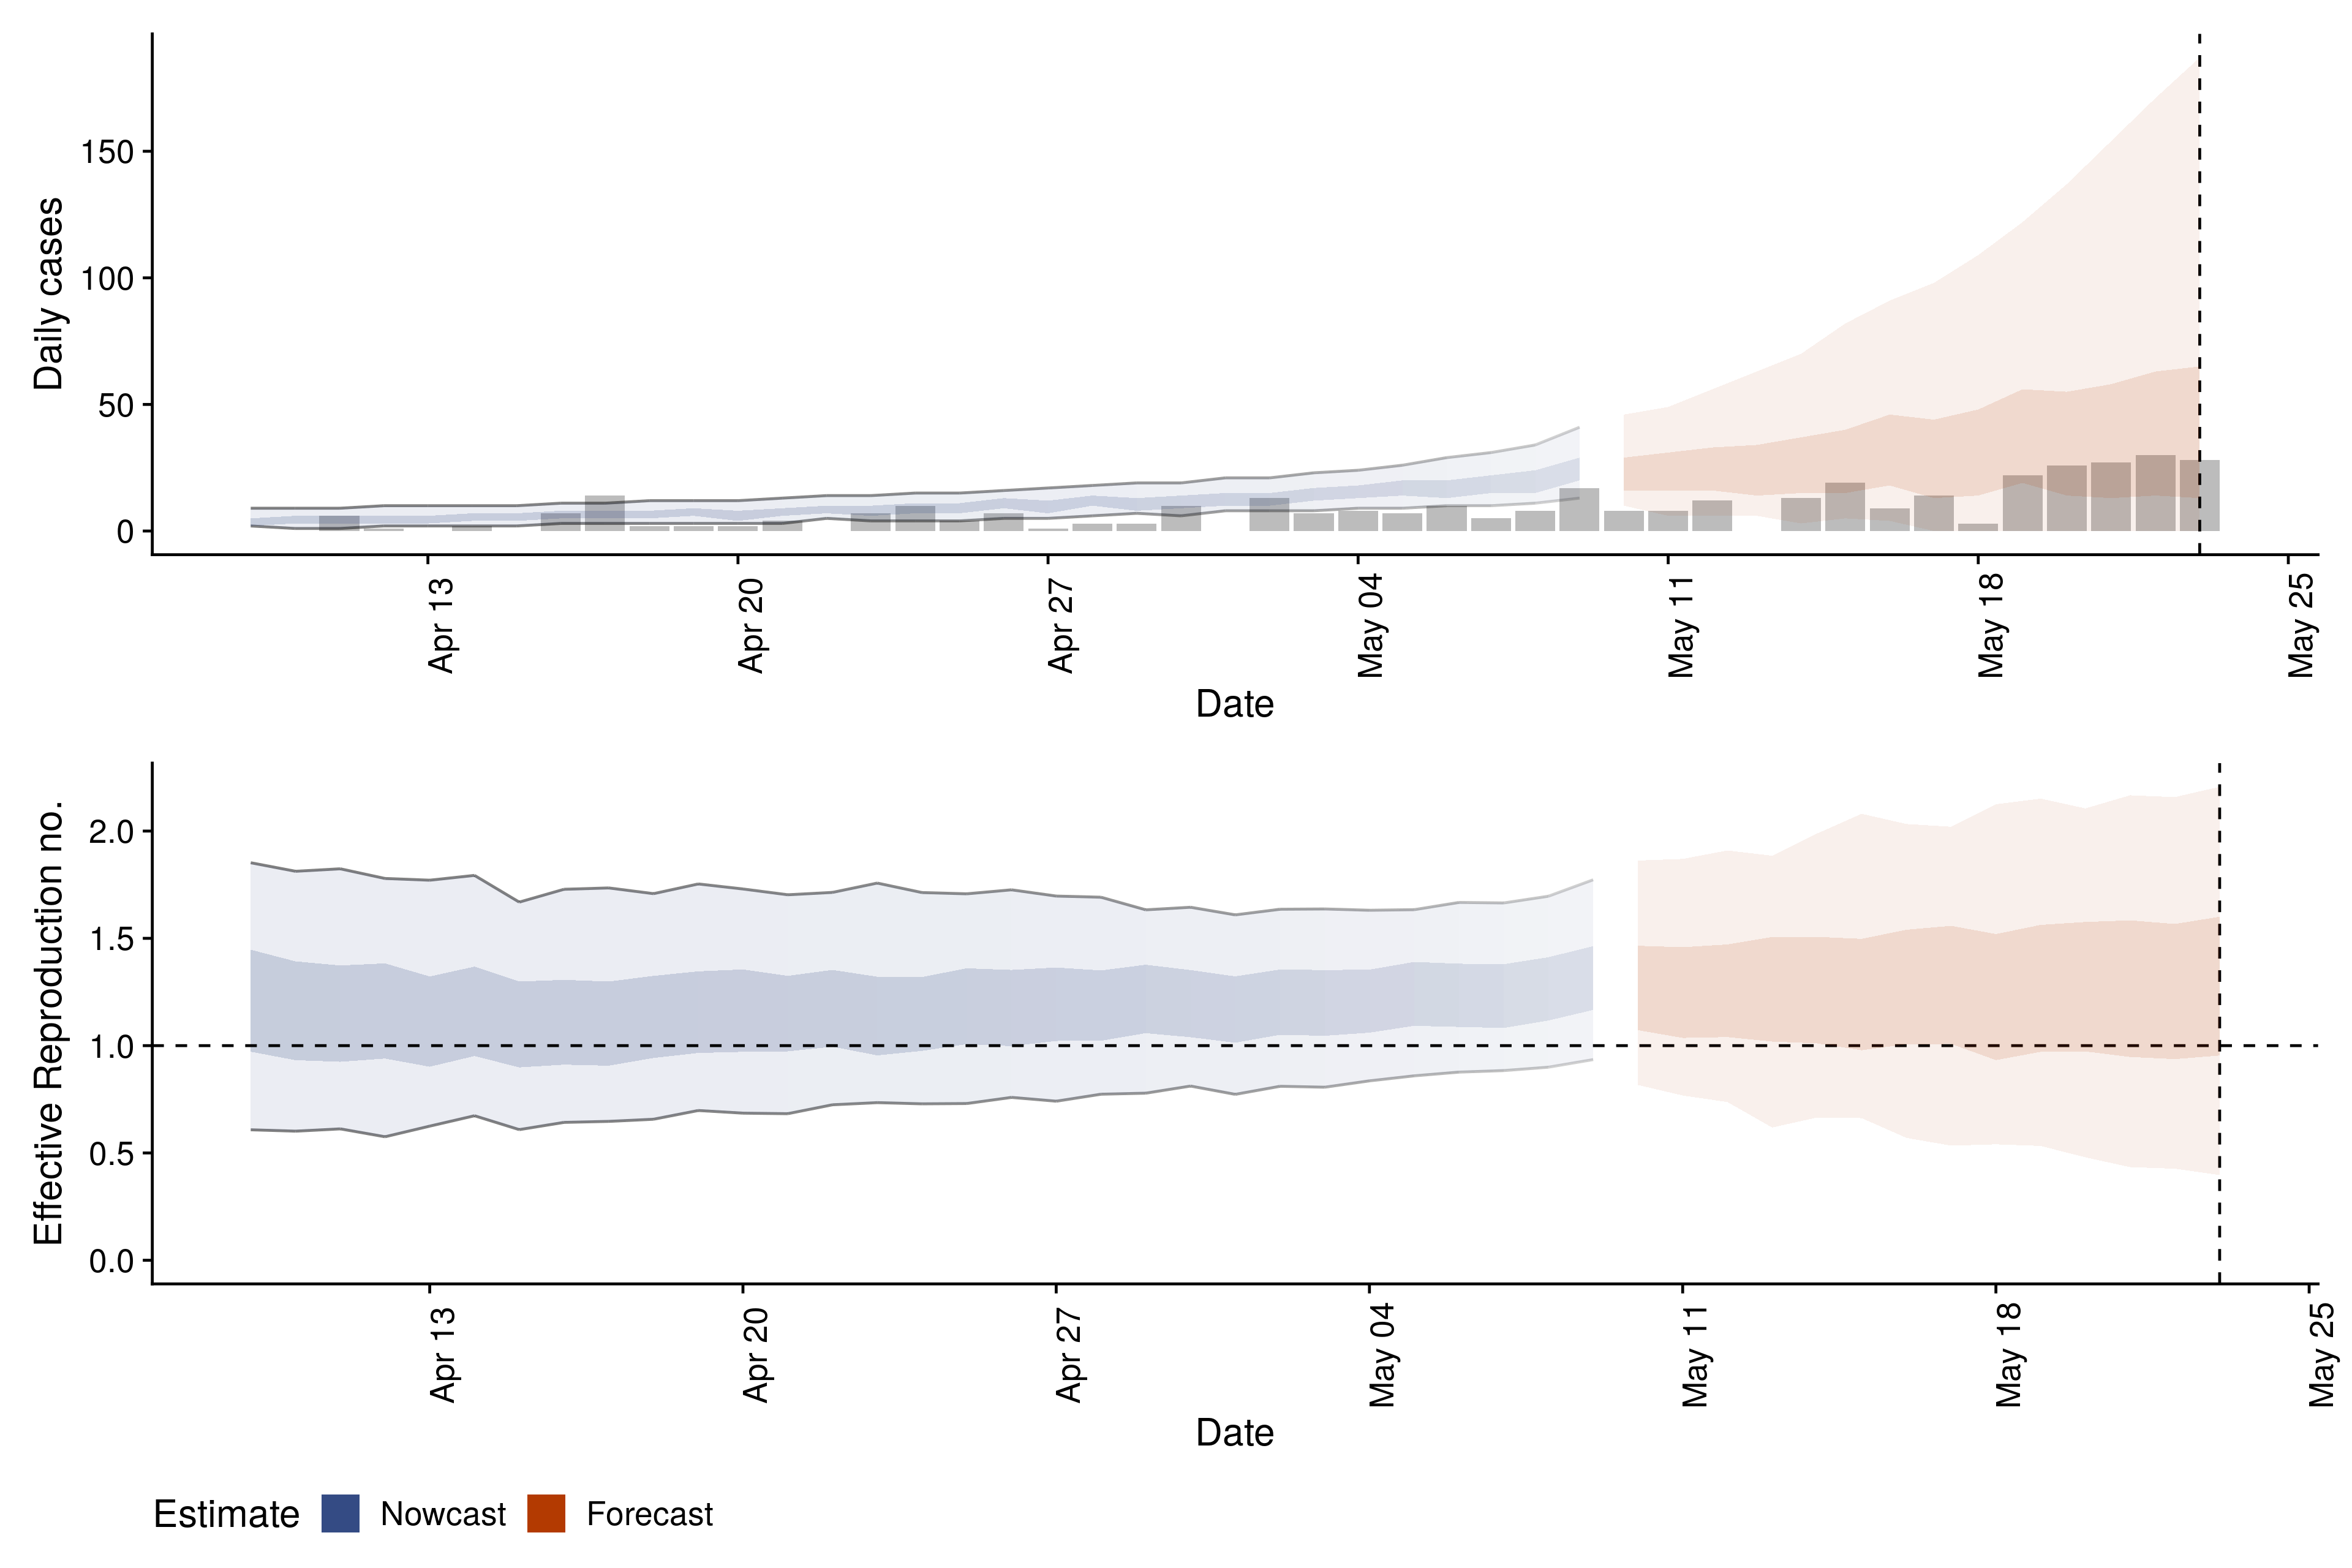 Daily cases
150
100
50
0
Apr 13
Apr 20
Apr 27
May 04
May 11
May 18
May 25
Date
Effective Reproduction no.
2.0
1.5
1.0
0.5
0.0
Apr 13
Apr 20
Apr 27
May 04
May 11
May 18
May 25
Date
Estimate Nowcast Forecast